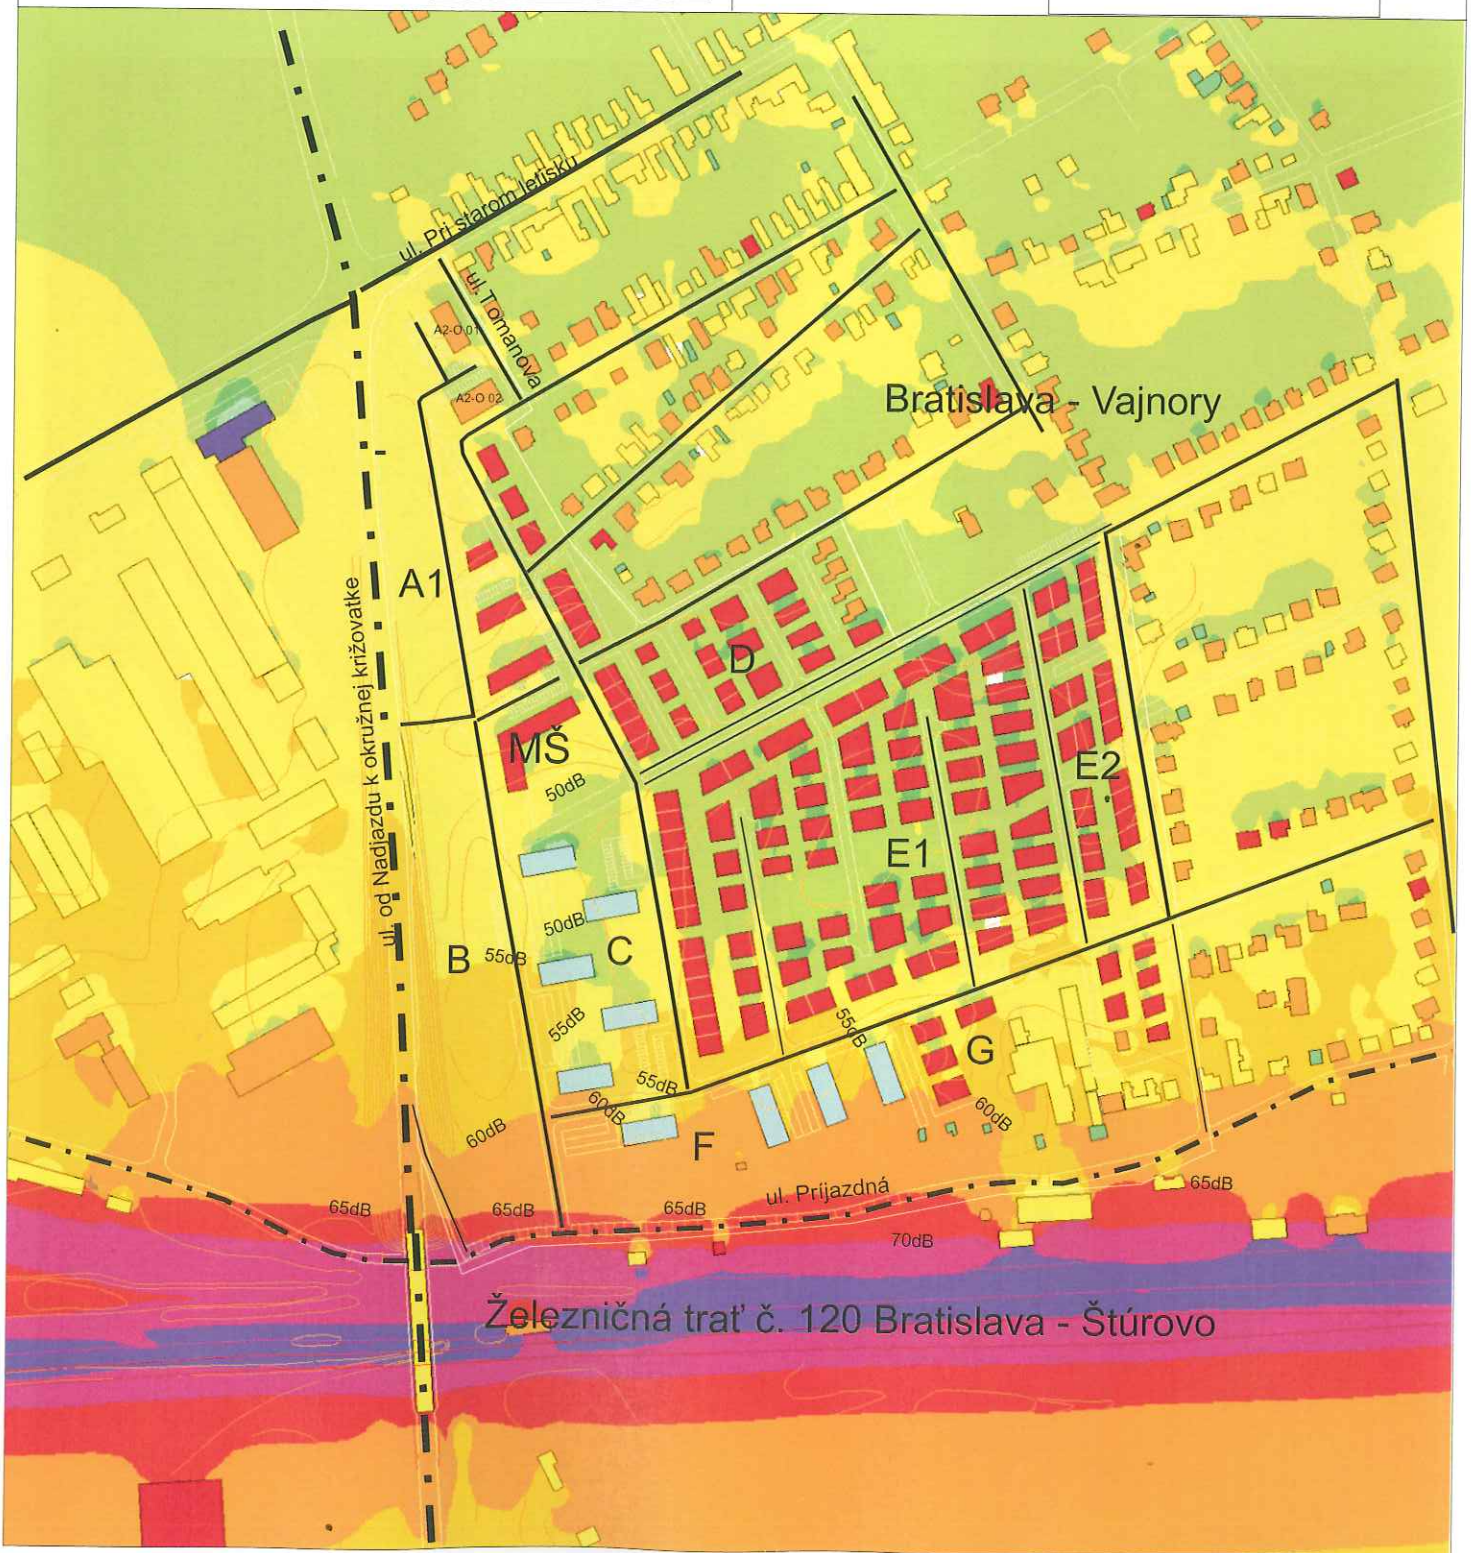 ul. Pri starom letisku
ul. Tomanova
A2-O 01
A2-O 02
Bratislava - Vajnory
A1
ul. od Nadjazdu k okružnej križovatke
D
MŠ
50dB
E2
E1
50dB
B
55dB
C
55dB
55dB
G
55dB
60dB
60dB
60dB
F
ul. Príjazdná
65dB
65dB
65dB
65dB
70dB
Železničná trať č. 120 Bratislava - Štúrovo